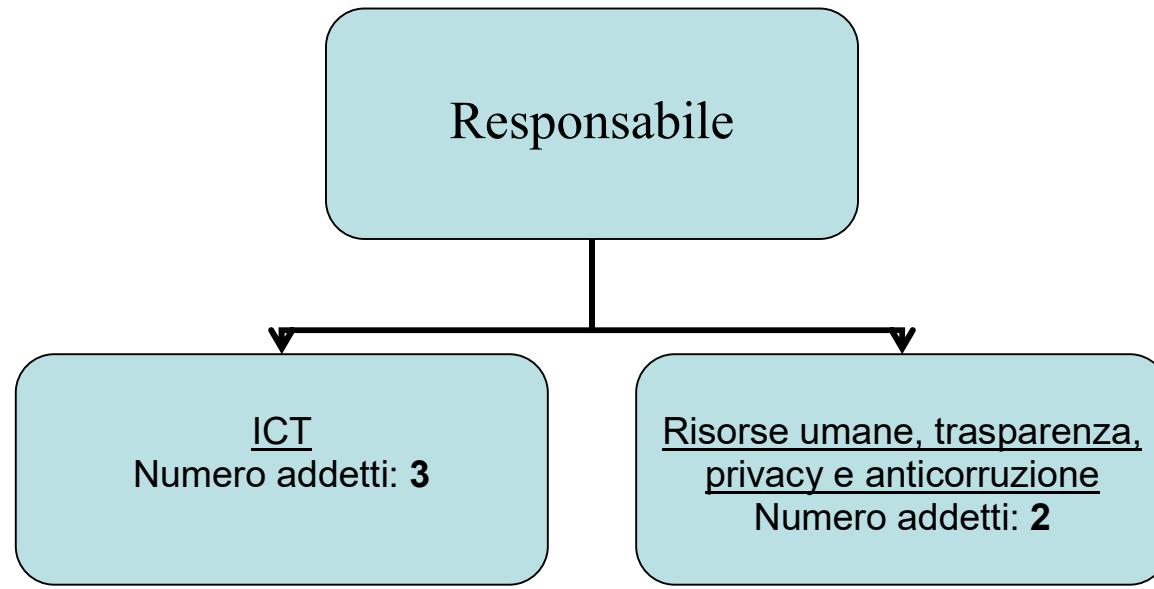 Responsabile
ICT
Numero addetti: 3
Risorse umane, trasparenza,
privacy e anticorruzione
Numero addetti: 2